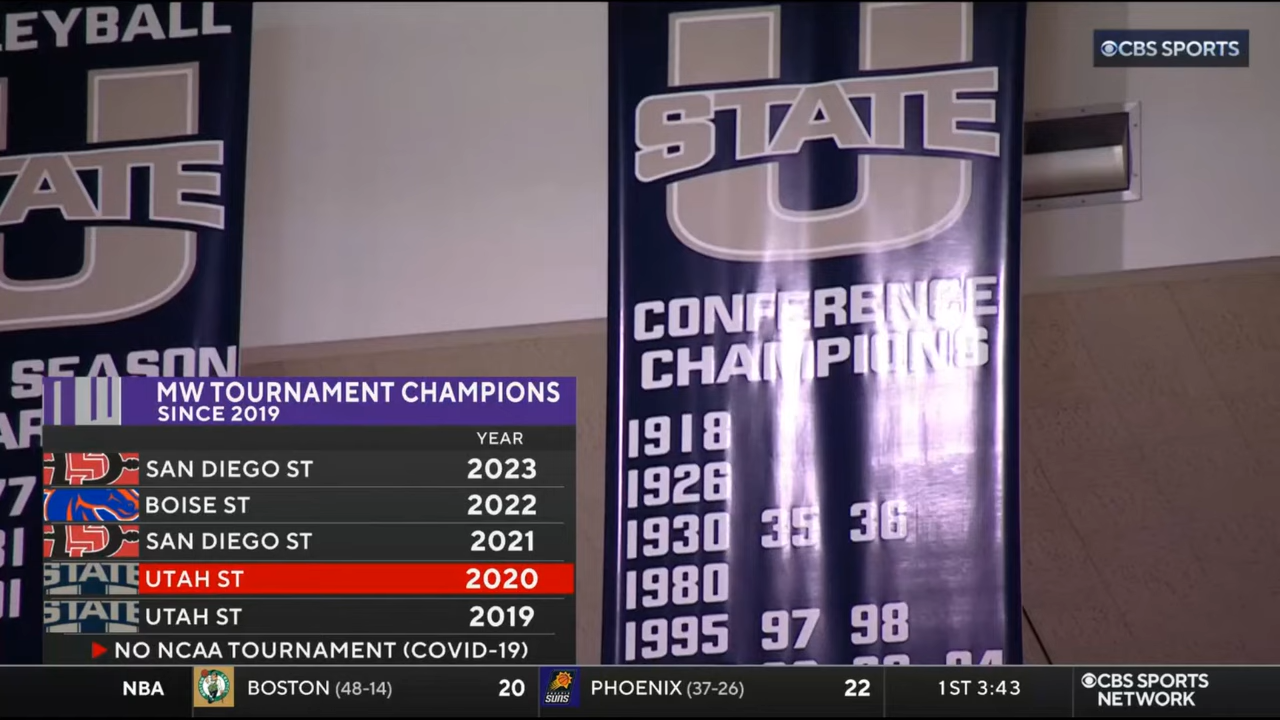 EYBALL
STATE
SEASON
U
STATE
CONFERENCE
CHAMPIONS
1918
1926
1930 35 36
1980
1995 97 98
CBS SPORTS
MW TOURNAMENT CHAMPIONS
SINCE 2019
YEAR
SAN DIEGO ST 2023
BOISE ST 2022
SAN DIEGO ST 2021
STATE UTAH ST 2020
STATE UTAH ST 2019
NO NCAA TOURNAMENT (COVID-19)
NBA BOSTON (48-14) 20 SUNS PHOENIX (37-26) 22 1ST 3:43 CBS SPORTS NETWORK